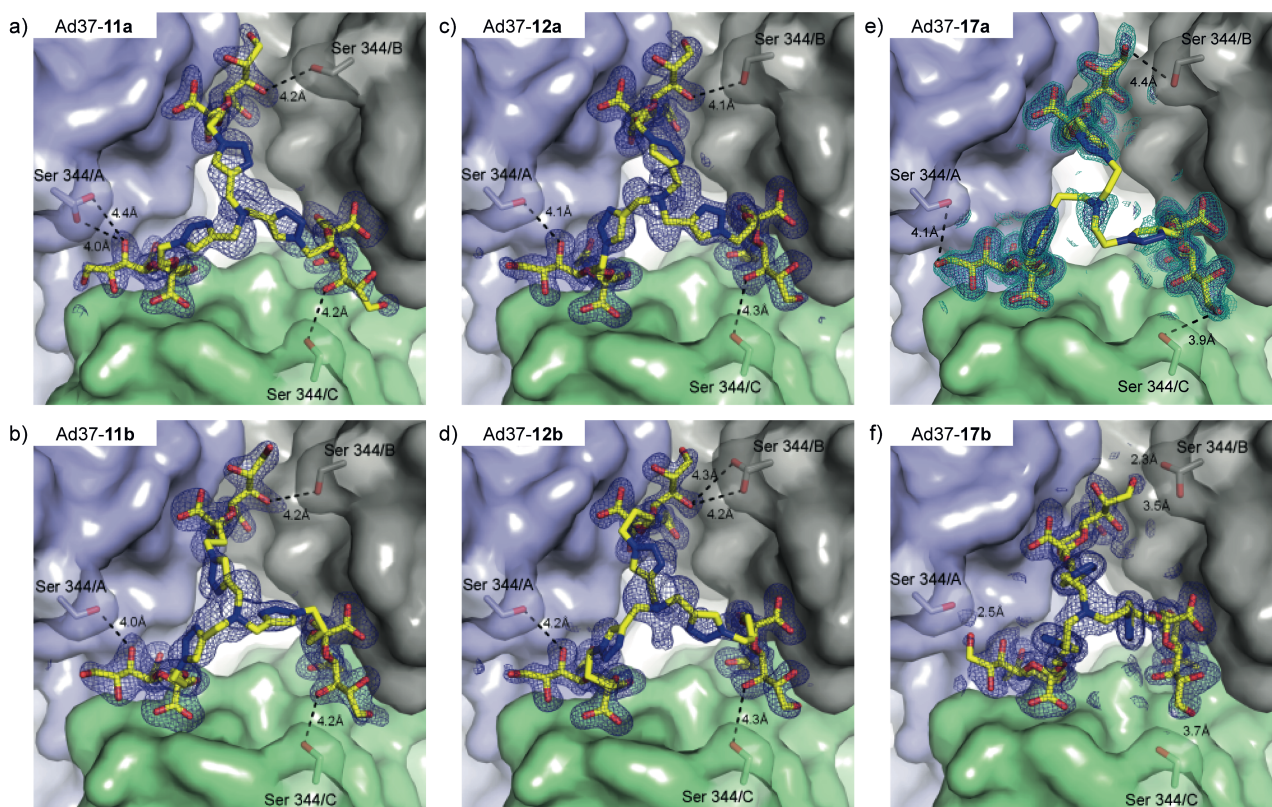 a) Ad37-11a
Ser 344/B
4.2Å
Ser 344/A
4.4Å
4.0Å
4.2Å
Ser 344/C
c) Ad37-12a
Ser 344/B
4.1Å
Ser 344/A
4.1Å
4.3Å
Ser 344/C
e) Ad37-17a
Ser 344/B
4.4Å
Ser 344/A
4.1Å
3.9Å
Ser 344/C
b) Ad37-11b
Ser 344/B
4.2Å
Ser 344/A
4.0Å
4.2Å
Ser 344/C
d) Ad37-12b
Ser 344/B
4.3Å
4.2Å
Ser 344/A
4.2Å
4.3Å
Ser 344/C
f) Ad37-17b
Ser 344/B
2.3Å
3.5Å
Ser 344/A
2.5Å
3.7Å
Ser 344/C